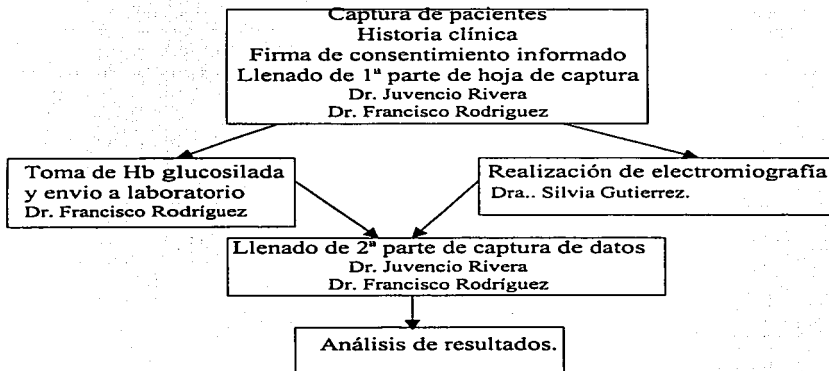 Captura de pacientes
Historia clínica
Firma de consentimiento informado
Llenado de 1ª parte de hoja de captura
Dr. Juvencio Rivera
Dr. Francisco Rodriguez
Toma de Hb glucosilada
y envio a laboratorio
Dr. Francisco Rodríguez
Realización de electromiografía
Dra.. Silvia Gutierrez.
Llenado de 2ª parte de captura de datos
Dr. Juvencio Rivera
Dr. Francisco Rodríguez
Análisis de resultados.